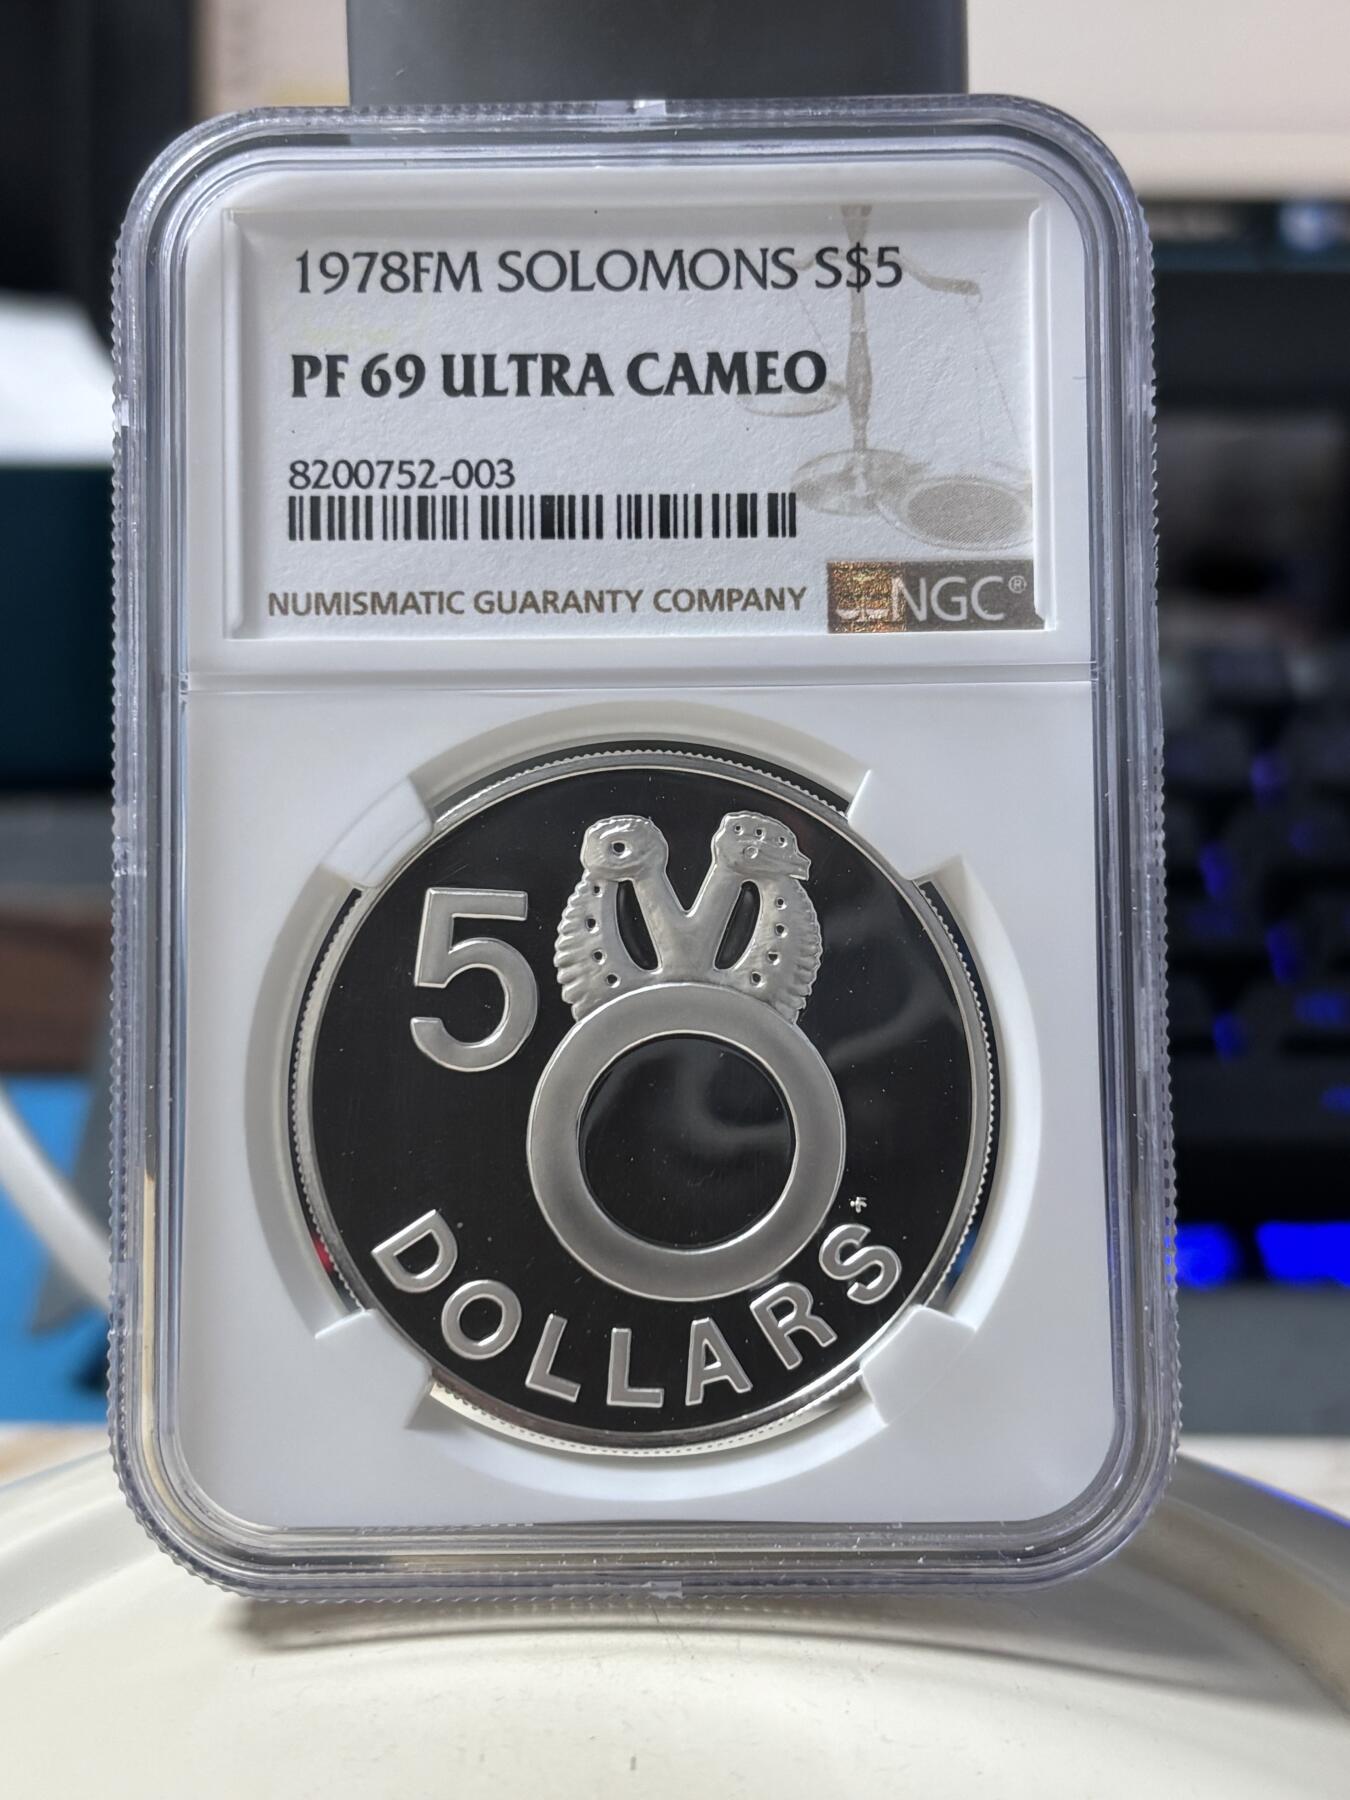 1978FM SOLOMONS S$5
PF 69 ULTRA CAMEO
8200752-003
NUMISMATIC GUARANTY COMPANY
NGC®
5
DOLLARS